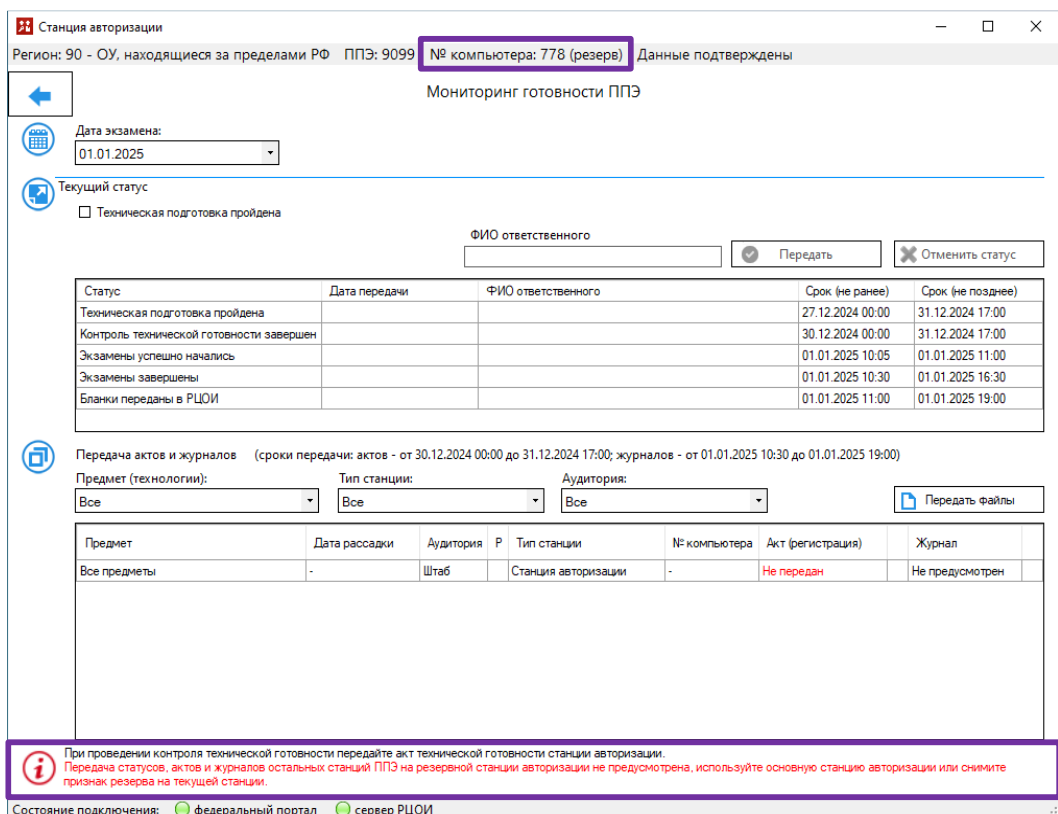 Станция авторизации
Регион: 90 - ОУ, находящиеся за пределами РФ ППЭ: 9099 № компьютера: 778 (резерв) Данные подтверждены
Мониторинг готовности ППЭ
Дата экзамена:
01.01.2025
Текущий статус
Техническая подготовка пройдена
ФИО ответственного
Передать Отменить статус
Статус Дата передачи ФИО ответственного Срок (не ранее) Срок (не позднее)
Техническая подготовка пройдена 27.12.2024 00:00 31.12.2024 17:00
Контроль технической готовности завершен 30.12.2024 00:00 31.12.2024 17:00
Экзамены успешно начались 01.01.2025 10:05 01.01.2025 11:00
Экзамены завершены 01.01.2025 10:30 01.01.2025 16:30
Бланки переданы в РЦОИ 01.01.2025 11:00 01.01.2025 19:00
Передача актов и журналов (сроки передачи: актов - от 30.12.2024 00:00 до 31.12.2024 17:00; журналов - от 01.01.2025 10:30 до 01.01.2025 19:00)
Предмет (технологии): Тип станции: Аудитория:
Все Все Все Передать файлы
Предмет Дата рассадки Аудитория Р Тип станции № компьютера Акт (регистрация) Журнал
Все предметы - Штаб Станция авторизации - Не передан Не предусмотрен
При проведении контроля технической готовности передайте акт технической готовности станции авторизации.
Передача статусов, актов и журналов остальных станций ППЭ на резервной станции авторизации не предусмотрена, используйте основную станцию авторизации или снимите
признак резерва на текущей станции.
Состояние подключения: федеральный портал сервер РЦОИ